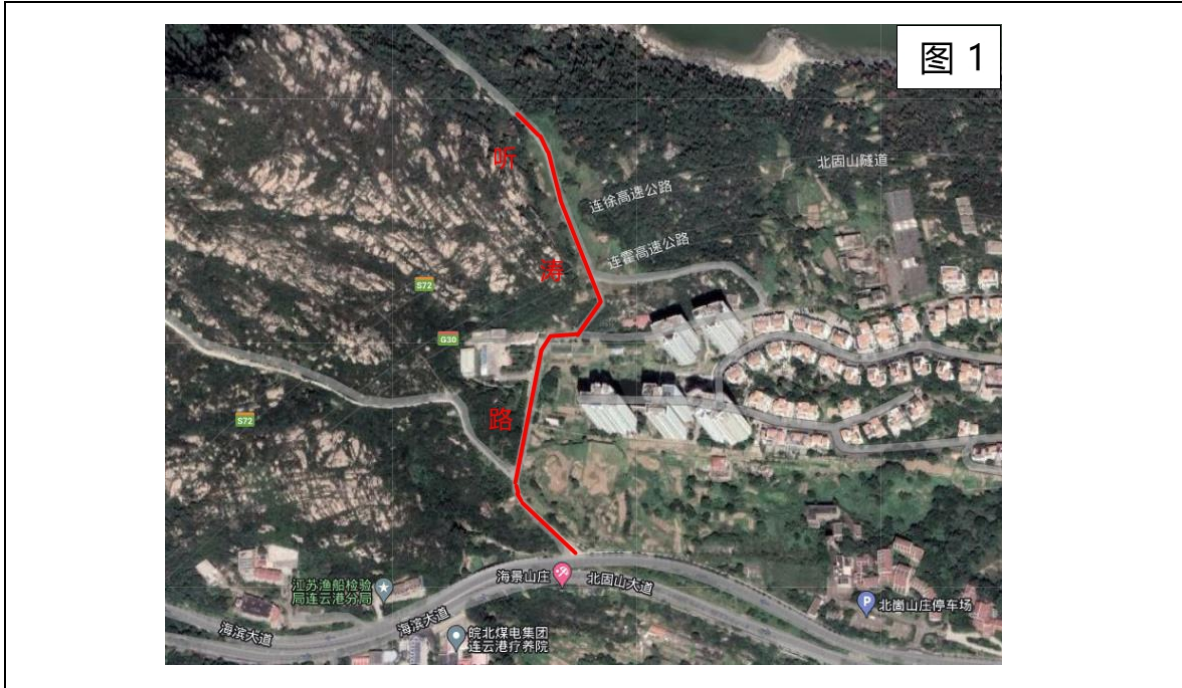 图 1
听
涛
路
北固山隧道
连徐高速公路
连霍高速公路
S72
G30
S72
海景山庄
北固山大道
江苏渔船检验
局连云港分局
海滨大道
海滨大道
皖北煤电集团
连云港疗养院
P
北崮山庄停车场